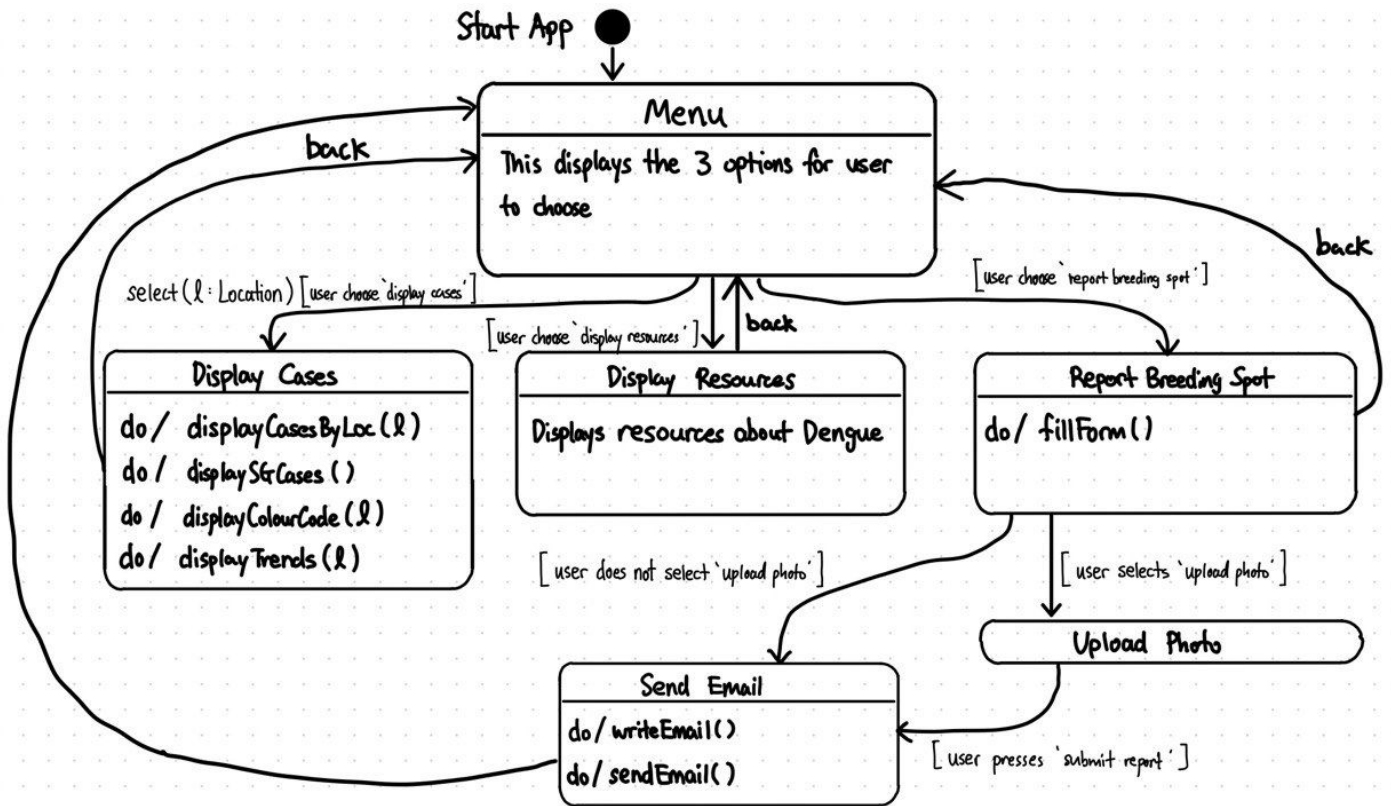 Start App
Menu
This displays the 3 options for user
to choose
back
back
select(l: Location) [user choose `display cases']
[user choose `display resources']
back
[user choose `report breeding spot']
Display Cases
do / displayCasesByLoc(l)
do / displaySGCases ()
do / displayColourCode(l)
do / displayTrends(l)
Display Resources
Displays resources about Dengue
Report Breeding Spot
do / fillForm()
[user does not select `upload photo']
[user selects `upload photo']
Upload Photo
Send Email
do / writeEmail()
do / sendEmail()
[user presses `submit report']